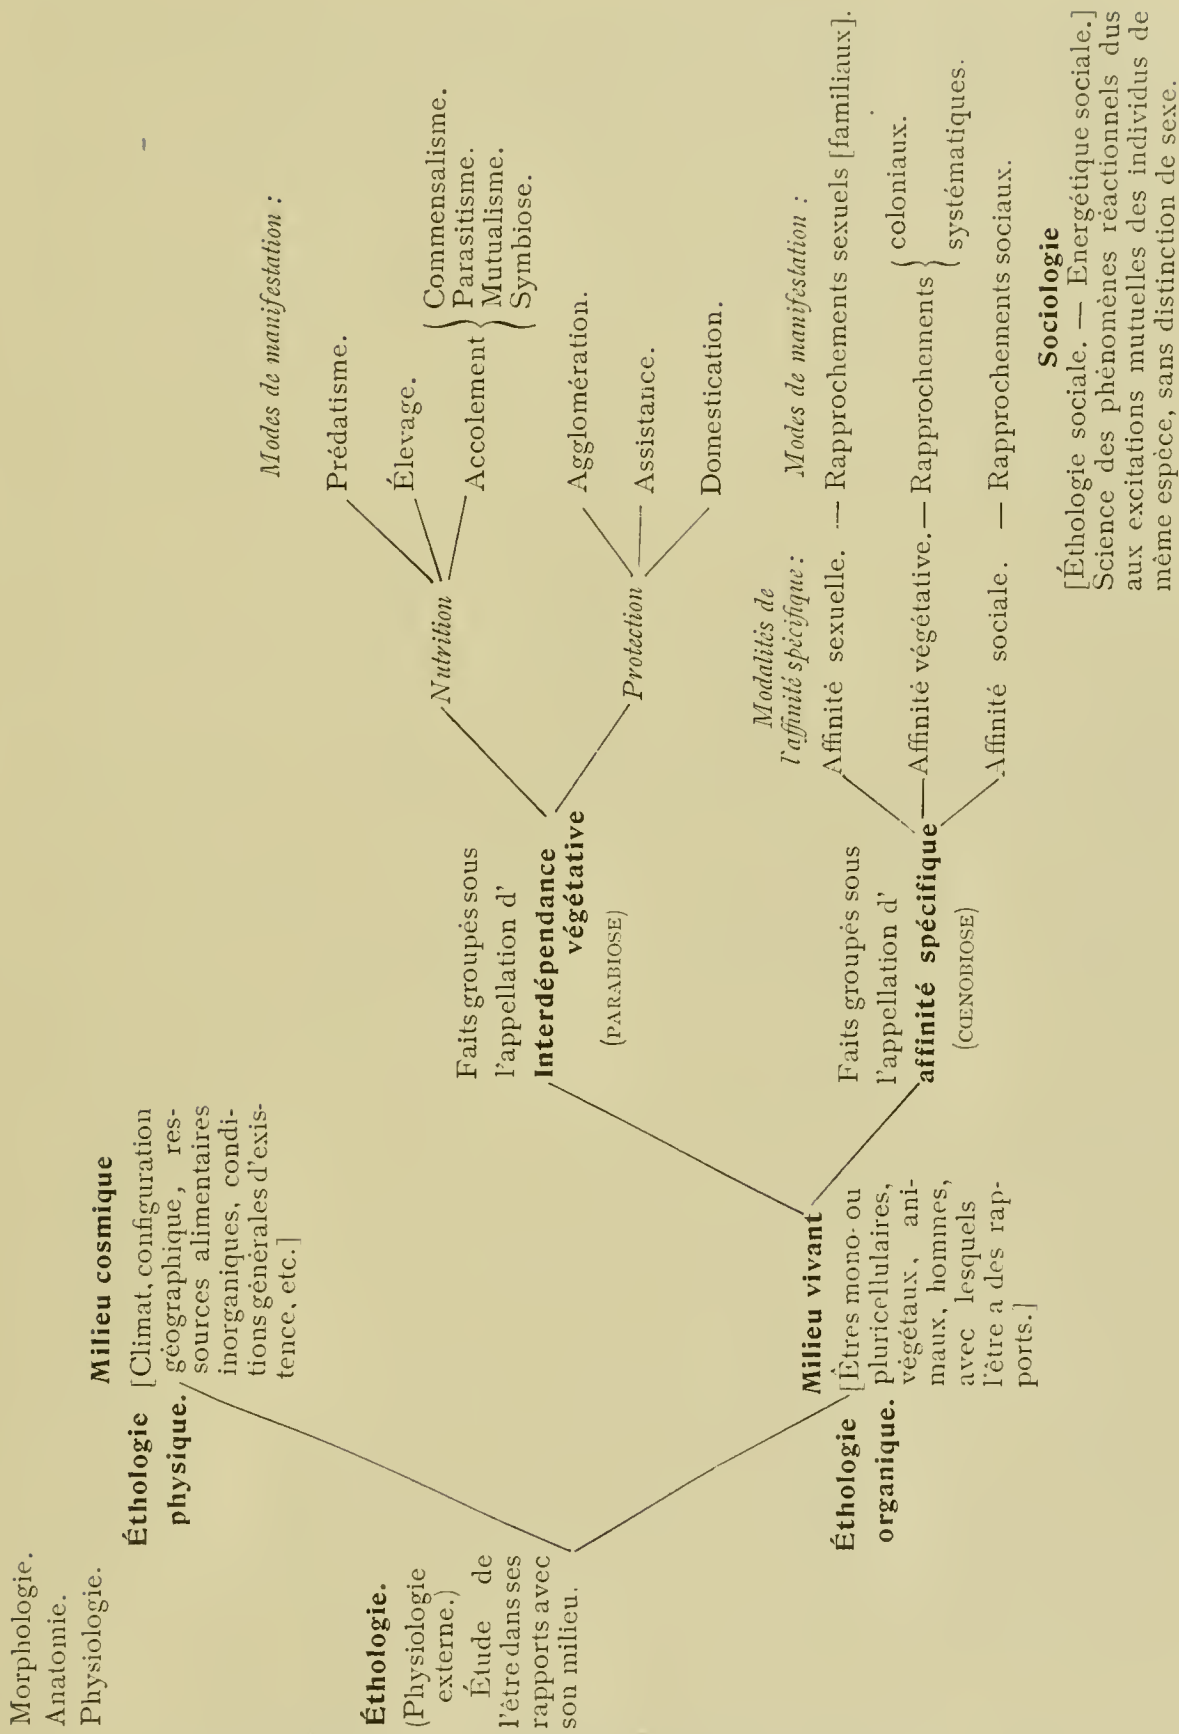 Morphologie.
Anatomie.
Physiologie.
Éthologie.
(Physiologie
externe.)
Étude de
l'être dans ses
rapports avec
son milieu.
Milieu cosmique
Éthologie
physique.
[Climat, configuration
géographique, res-
sources alimentaires
inorganiques, condi-
tions générales d'exis-
tence, etc.]
Milieu vivant
Éthologie
organique.
[Êtres mono- ou
pluricellulaires,
végétaux, ani-
maux, hommes,
avec lesquels
l'être a des rap-
ports.]
Faits groupés sous
l'appellation d'
Interdépendance
végétative
(PARABIOSE)
Nutrition
Protection
Modes de manifestation :
Prédatisme.
Élevage.
Accolement { Commensalisme.
Parasitisme.
Mutualisme.
Symbiose.
Agglomération.
Assistance.
Domestication.
Faits groupés sous
l'appellation d'
affinité spécifique
(CŒNOBIOSE)
Modalités de
l'affinité spécifique :
Modes de manifestation :
Affinité sexuelle. — Rapprochements sexuels [familiaux].
Affinité végétative. — Rapprochements { coloniaux.
systématiques.
Affinité sociale. — Rapprochements sociaux.
Sociologie
[Éthologie sociale. — Energétique sociale.]
Science des phénomènes réactionnels dus
aux excitations mutuelles des individus de
même espèce, sans distinction de sexe.